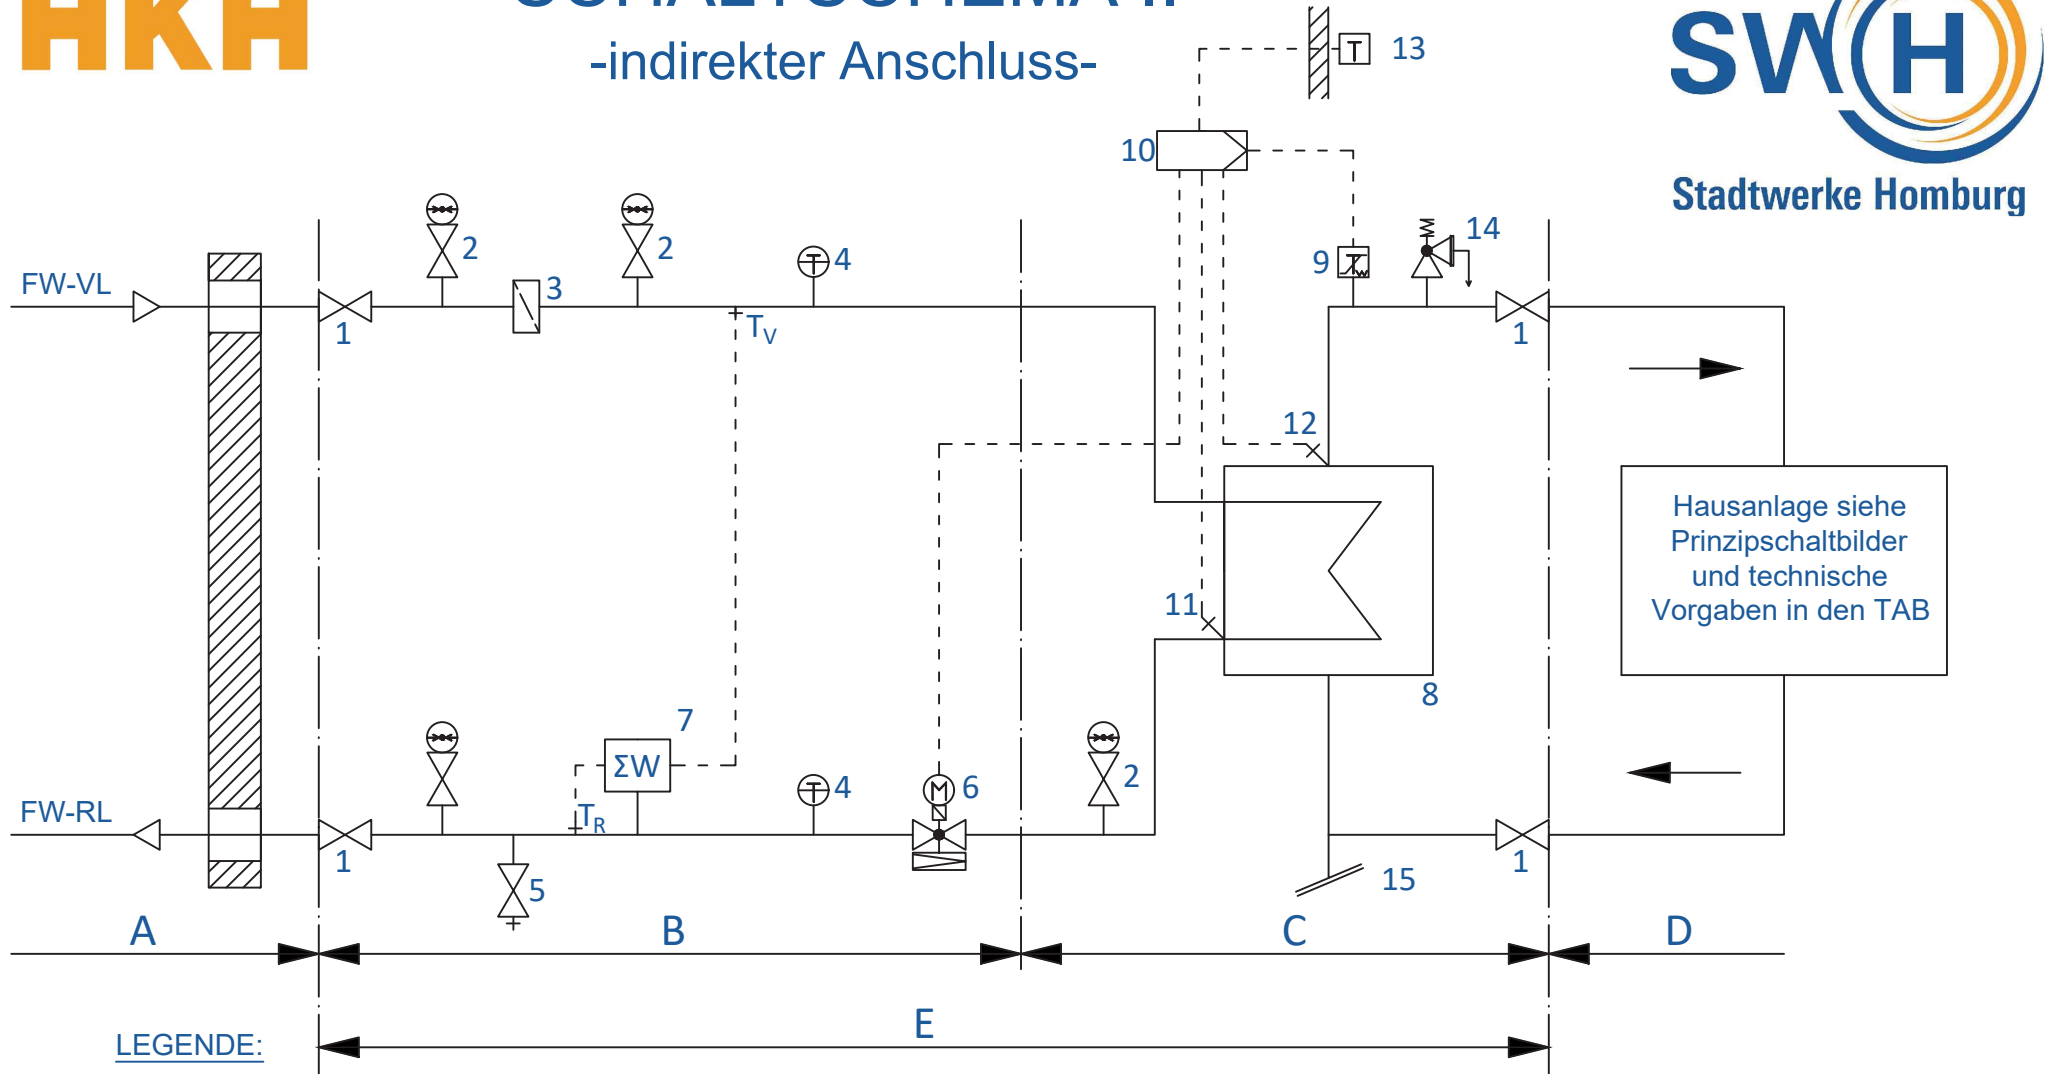 HKH
SCHALTSCHEMA II
-indirekter Anschluss-
SWH
Stadtwerke Homburg
T 13
10
2
2
T 4
9 T W
14
FW-VL
3
1
TV
1
12
Hausanlage siehe
Prinzipschaltbilder
und technische
Vorgaben in den TAB
11
8
7
ΣW
T 4
M 6
2
FW-RL
TR
1
1
5
15
A
B
C
D
E
LEGENDE: